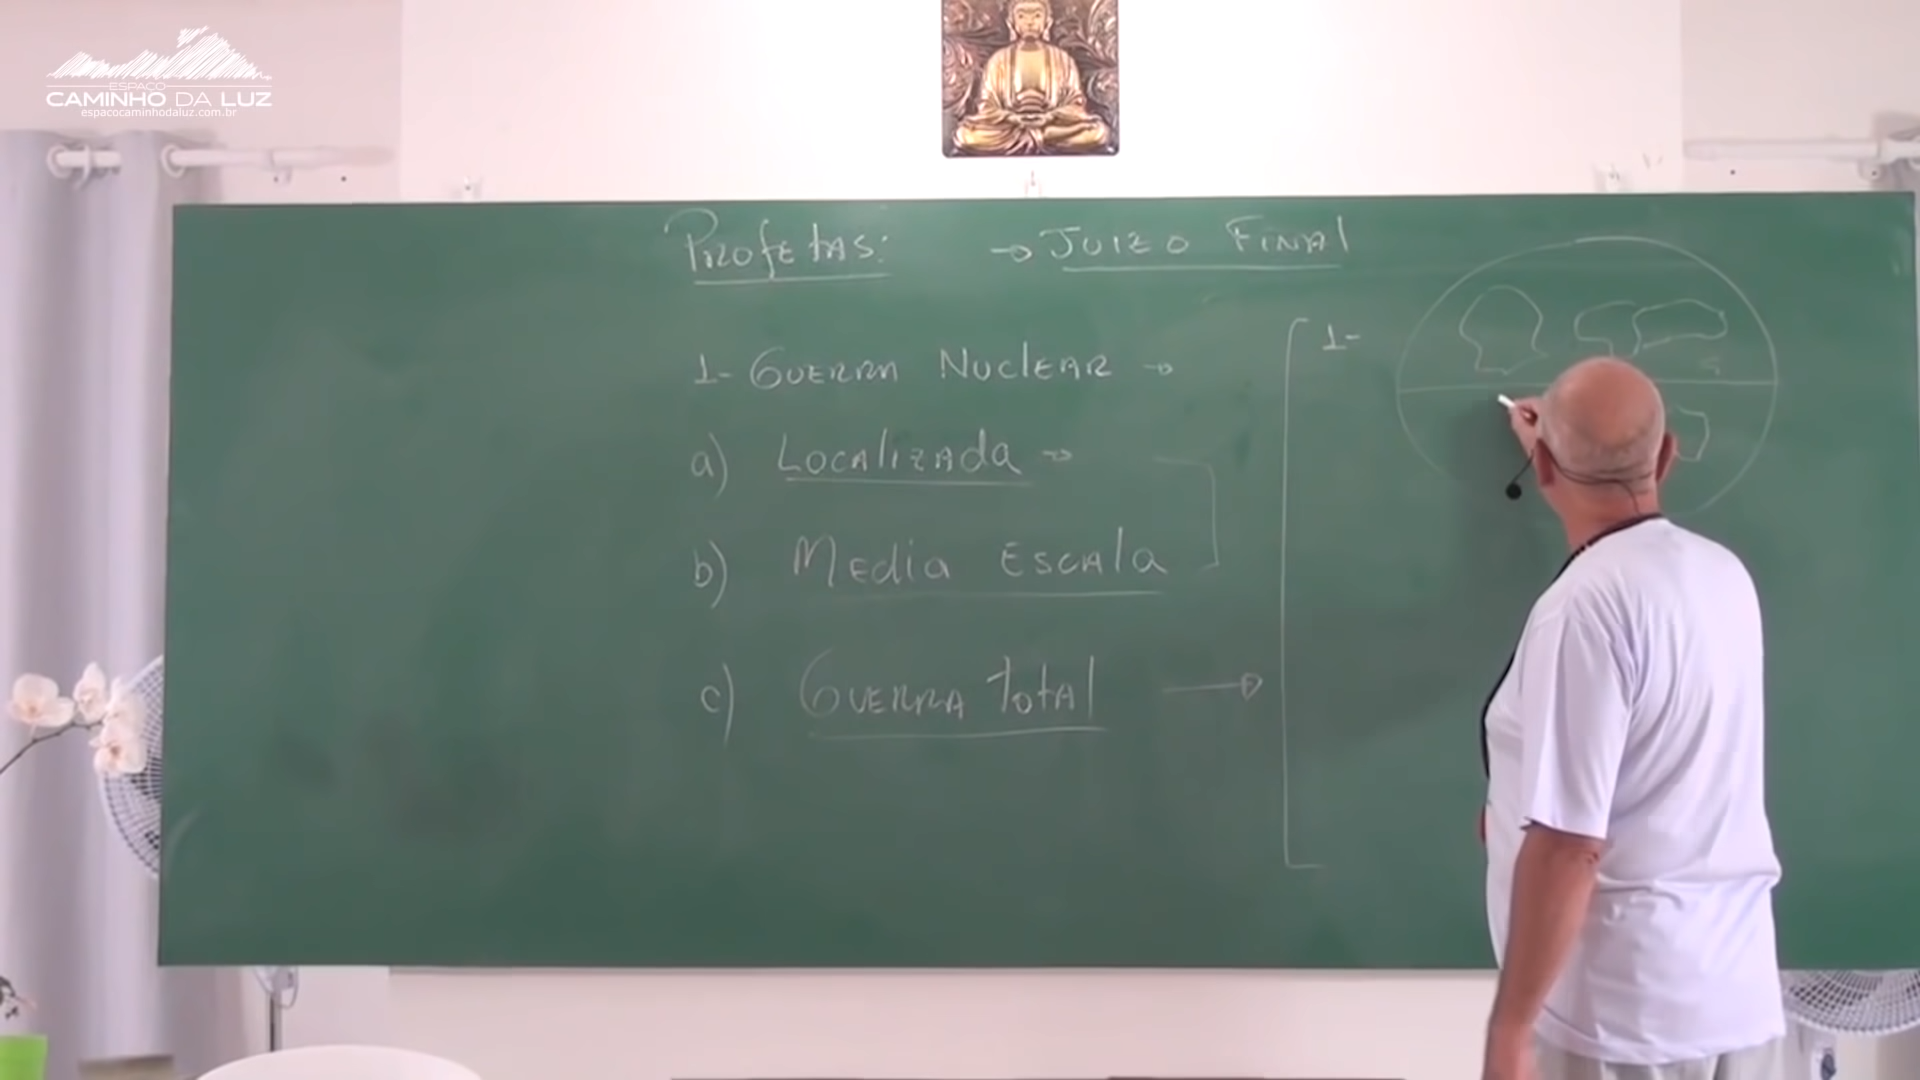 ESPAÇO
CAMINHO DA LUZ
espacocaminhodaluz.com.br
Profetas: → Juizo Final
1- Guerra Nuclear →
a) Localizada →
b) Media Escala
c) Guerra Total →
1-